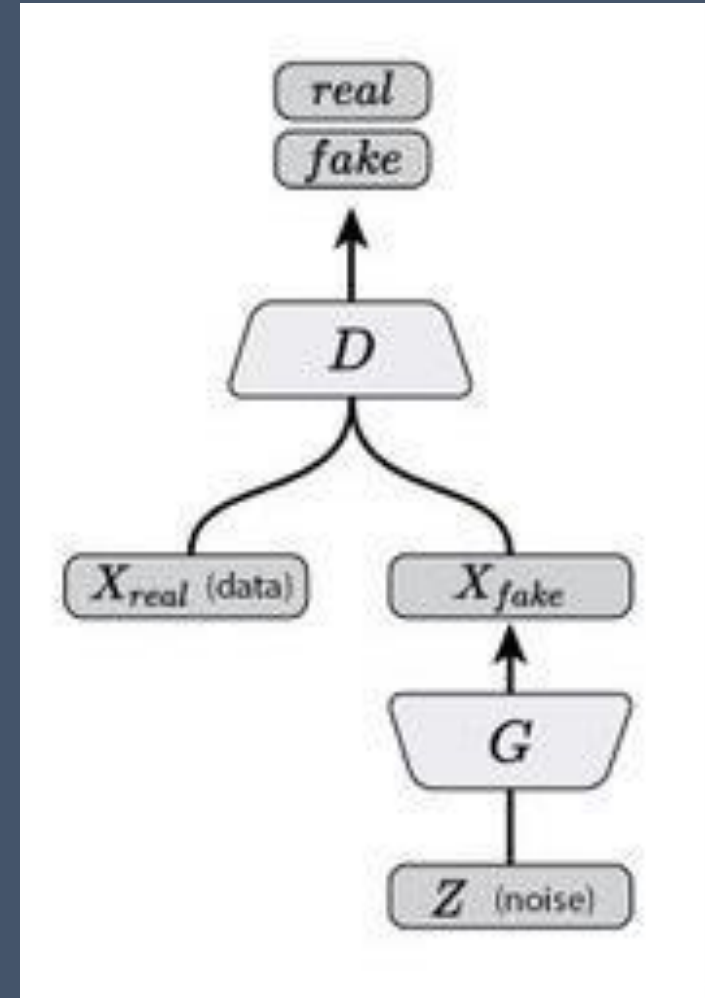 real
fake
D
X_real (data)
X_fake
G
Z (noise)